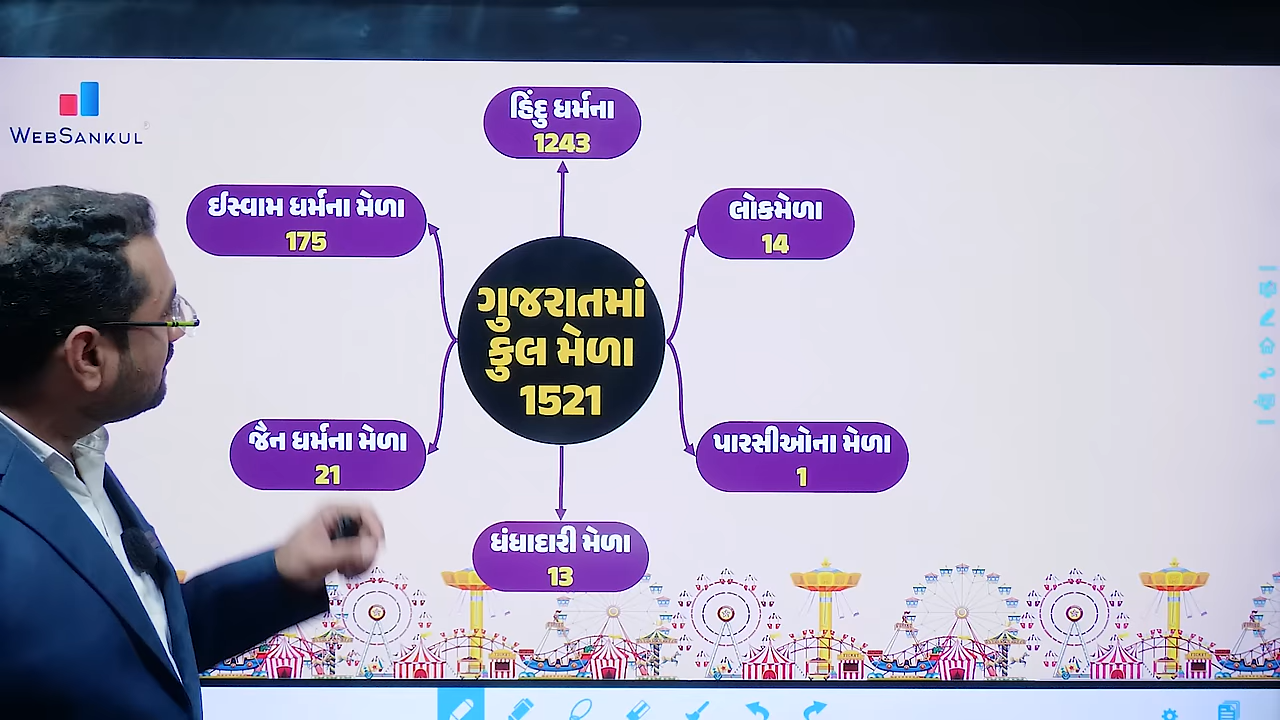 WEBSANKUL
હિંદુ ધર્મના
1243
ઈસ્વામ ધર્મના મેળા
175
લોકમેળા
14
ગુજરાતમાં
કુલ મેળા
1521
જૈન ધર્મના મેળા
21
પારસીઓના મેળા
1
ધંધાદારી મેળા
13